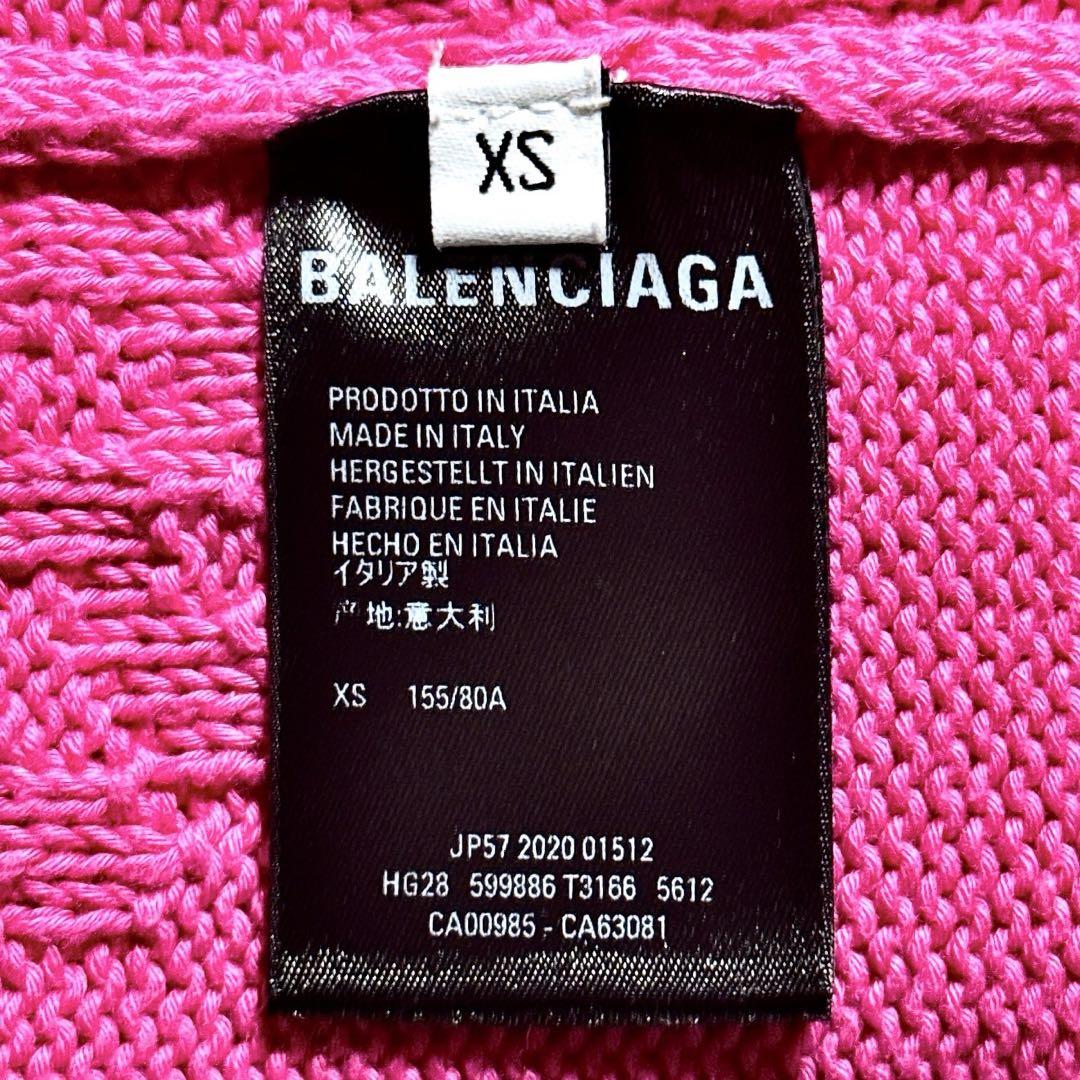 XS
BALENCIAGA
PRODOTTO IN ITALIA
MADE IN ITALY
HERGESTELLT IN ITALIEN
FABRIQUE EN ITALIE
HECHO EN ITALIA
イタリア製
产地:意大利
XS 155/80A
JP57 2020 01512
HG28 599886 T3166 5612
CA00985 - CA63081